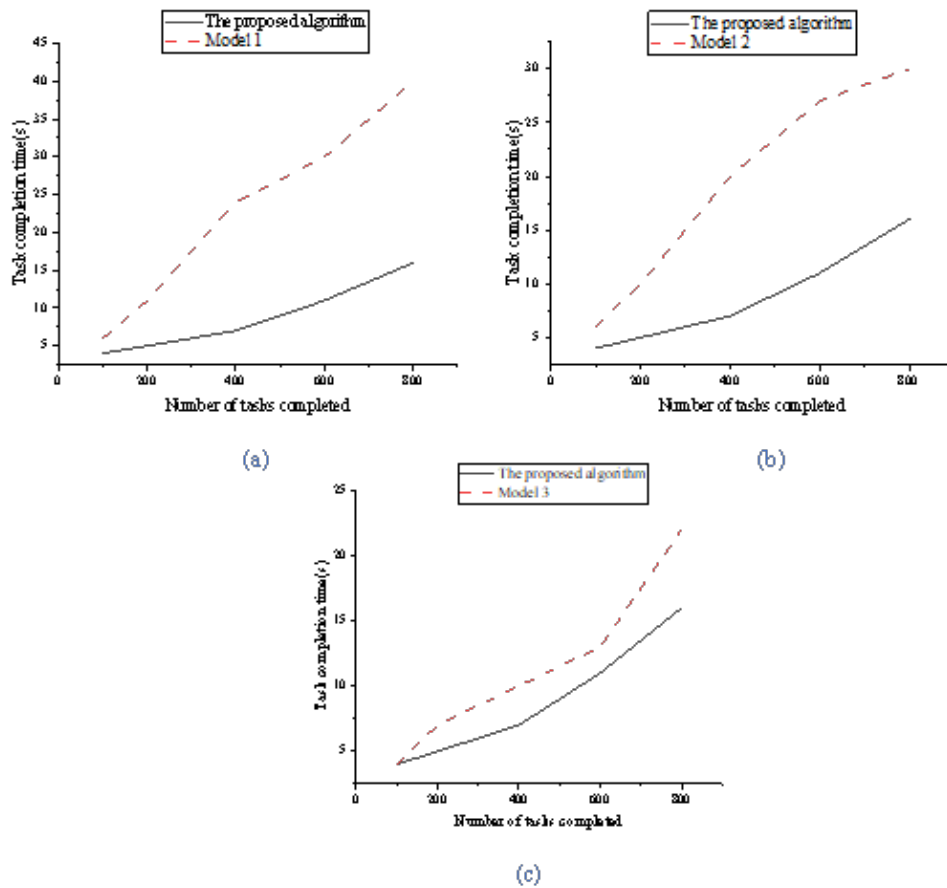 The proposed algorithm
Model 1
45
40
35
30
25
20
15
10
5
0
200
400
600
800
Task completion time(s)
Number of tasks completed
(a)
The proposed algorithm
Model 2
30
25
20
15
10
5
0
200
400
600
800
Task completion time(s)
Number of tasks completed
(b)
The proposed algorithm
Model 3
25
20
15
10
5
0
200
400
600
800
Task completion time(s)
Number of tasks completed
(c)